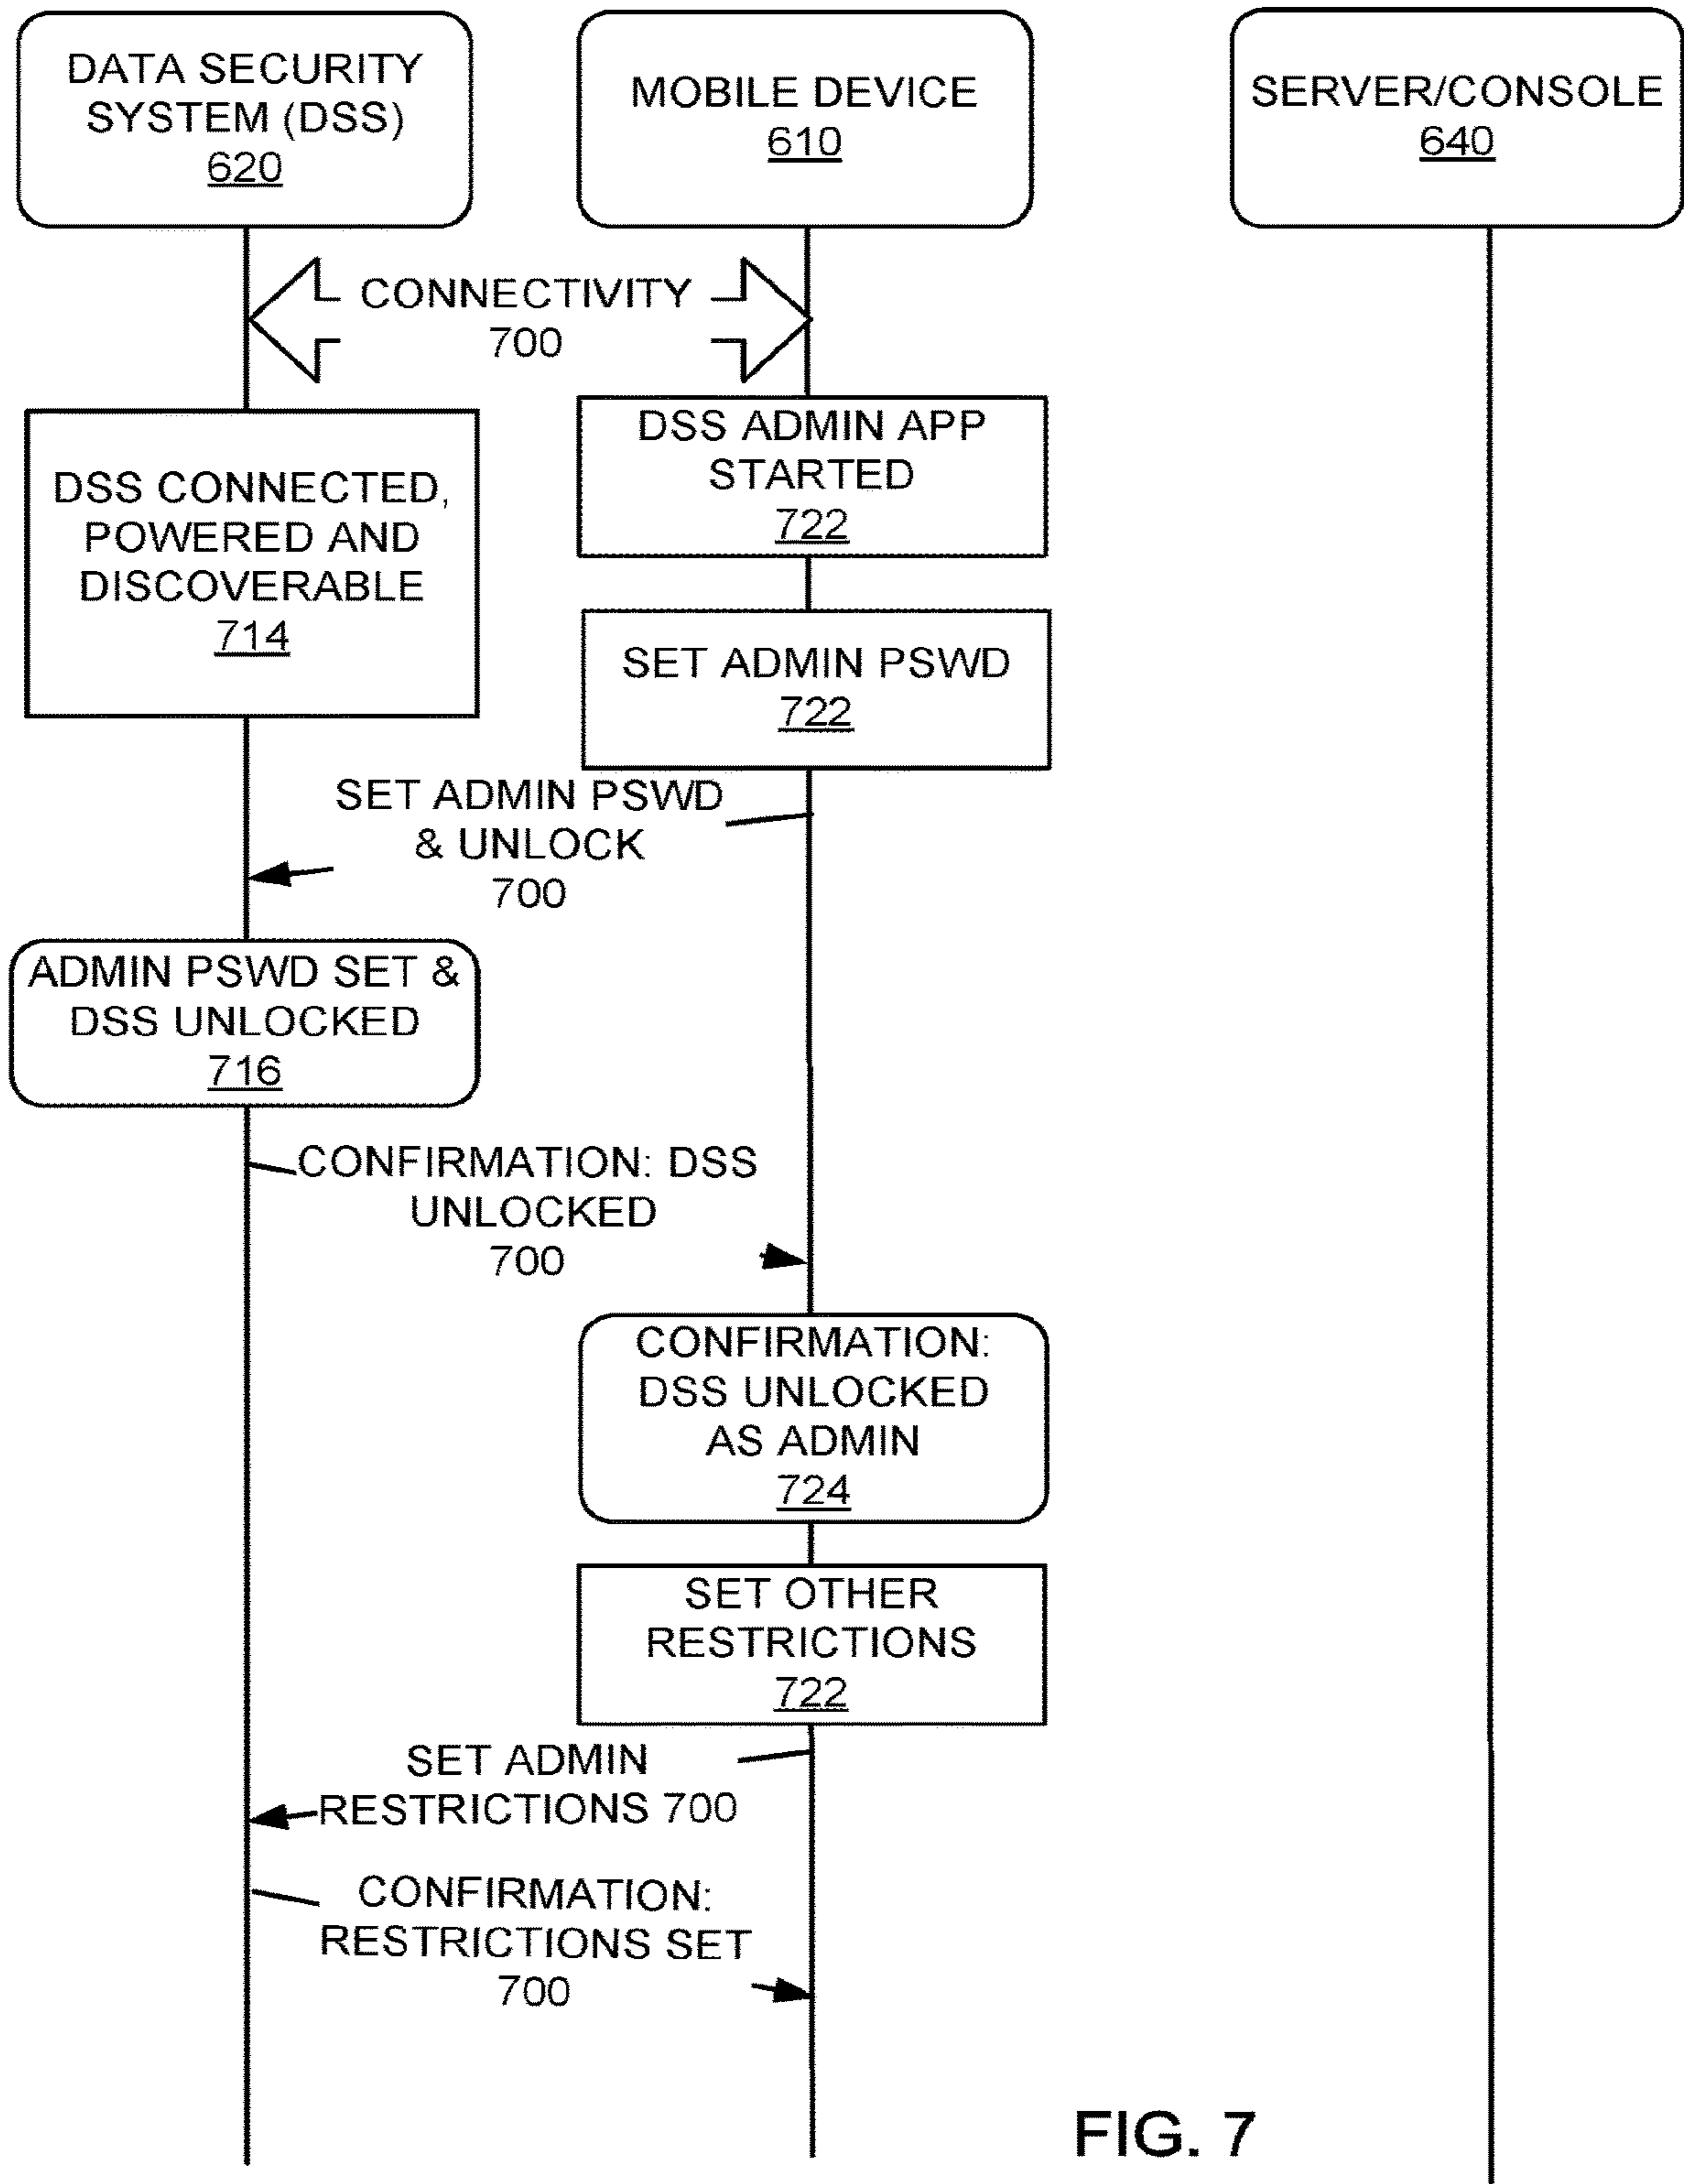 DATA SECURITY
SYSTEM (DSS)
620
MOBILE DEVICE
610
SERVER/CONSOLE
640
CONNECTIVITY
700
DSS CONNECTED,
POWERED AND
DISCOVERABLE
714
DSS ADMIN APP
STARTED
722
SET ADMIN PSWD
722
SET ADMIN PSWD
& UNLOCK
700
ADMIN PSWD SET &
DSS UNLOCKED
716
CONFIRMATION: DSS
UNLOCKED
700
CONFIRMATION:
DSS UNLOCKED
AS ADMIN
724
SET OTHER
RESTRICTIONS
722
SET ADMIN
RESTRICTIONS 700
CONFIRMATION:
RESTRICTIONS SET
700
FIG. 7